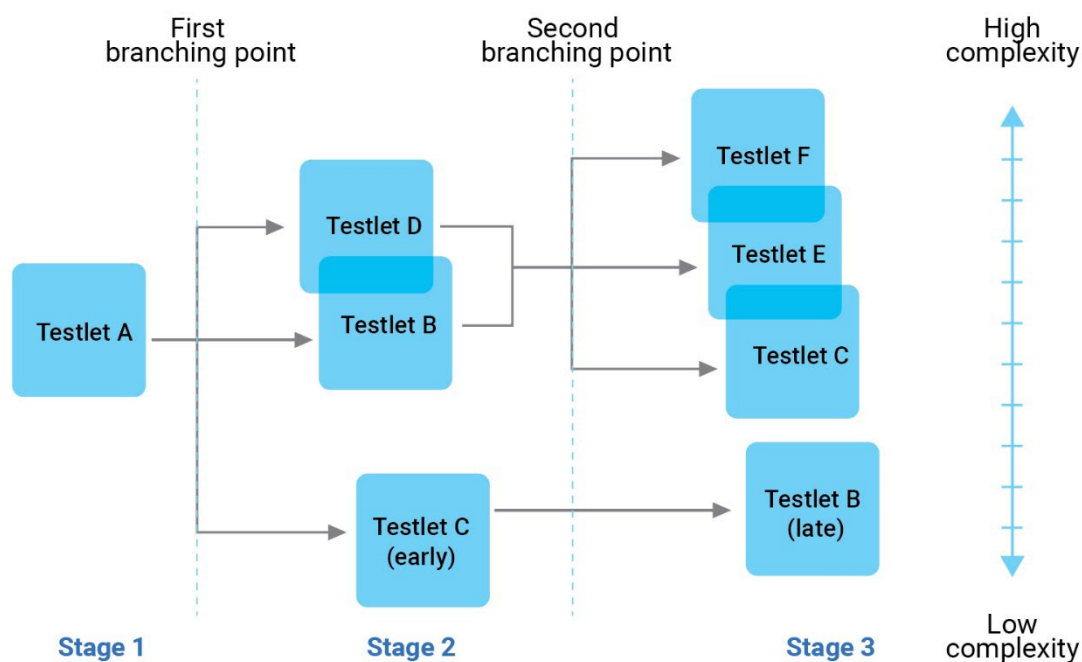 First
branching point
Second
branching point
High
complexity
Testlet A
Testlet D
Testlet B
Testlet C
(early)
Testlet F
Testlet E
Testlet C
Testlet B
(late)
Stage 1
Stage 2
Stage 3
Low
complexity